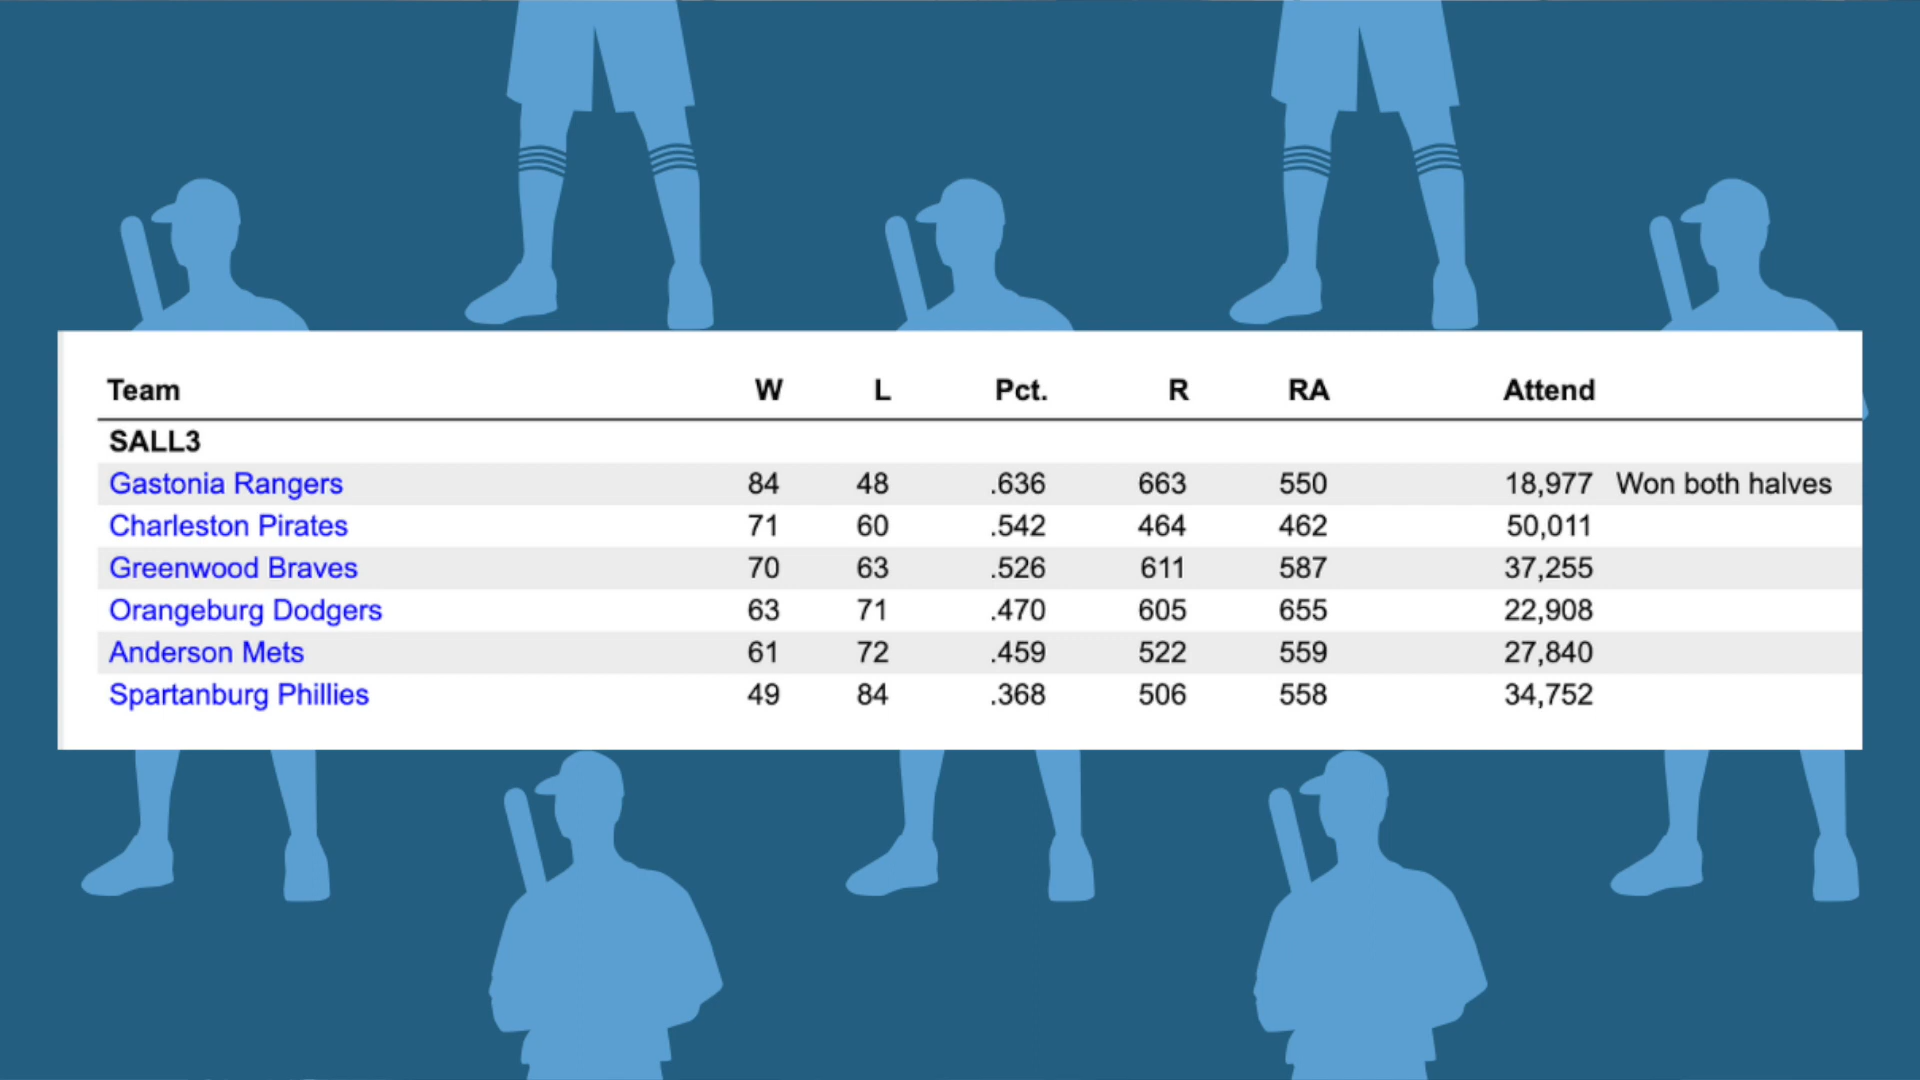 Team W L Pct. R RA Attend
SALL3
Gastonia Rangers 84 48 .636 663 550 18,977 Won both halves
Charleston Pirates 71 60 .542 464 462 50,011
Greenwood Braves 70 63 .526 611 587 37,255
Orangeburg Dodgers 63 71 .470 605 655 22,908
Anderson Mets 61 72 .459 522 559 27,840
Spartanburg Phillies 49 84 .368 506 558 34,752